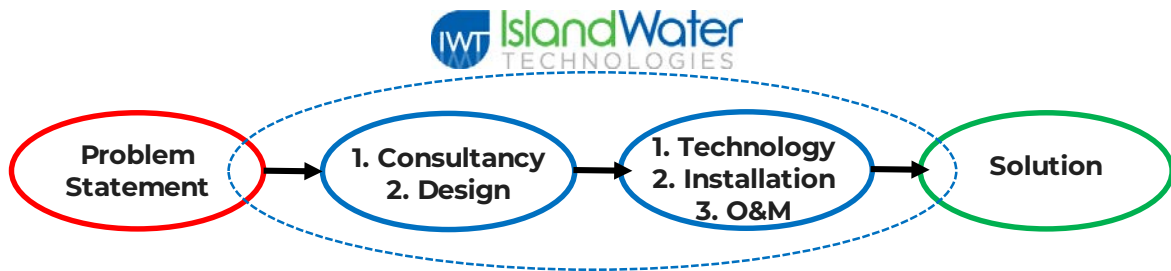 IWT IslandWater
TECHNOLOGIES
Problem
Statement
1. Consultancy
2. Design
1. Technology
2. Installation
3. O&M
Solution